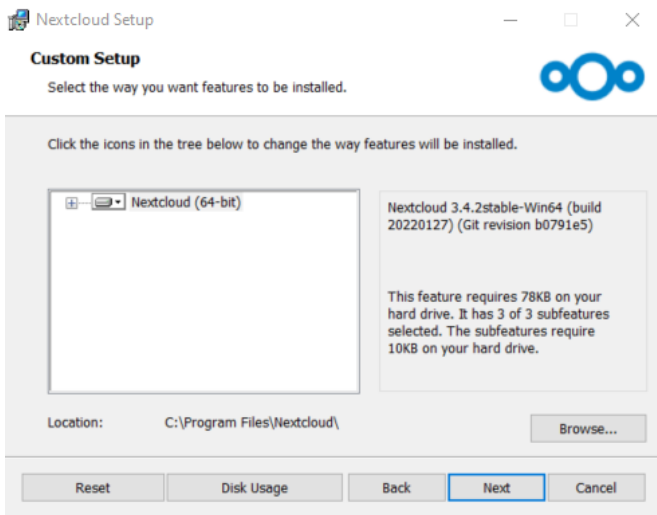 Nextcloud Setup
Custom Setup
Select the way you want features to be installed.
Click the icons in the tree below to change the way features will be installed.
Nextcloud (64-bit)
Nextcloud 3.4.2stable-Win64 (build
20220127) (Git revision b0791e5)
This feature requires 78KB on your
hard drive. It has 3 of 3 subfeatures
selected. The subfeatures require
10KB on your hard drive.
Location: C:\Program Files\Nextcloud\
Browse...
Reset Disk Usage Back Next Cancel